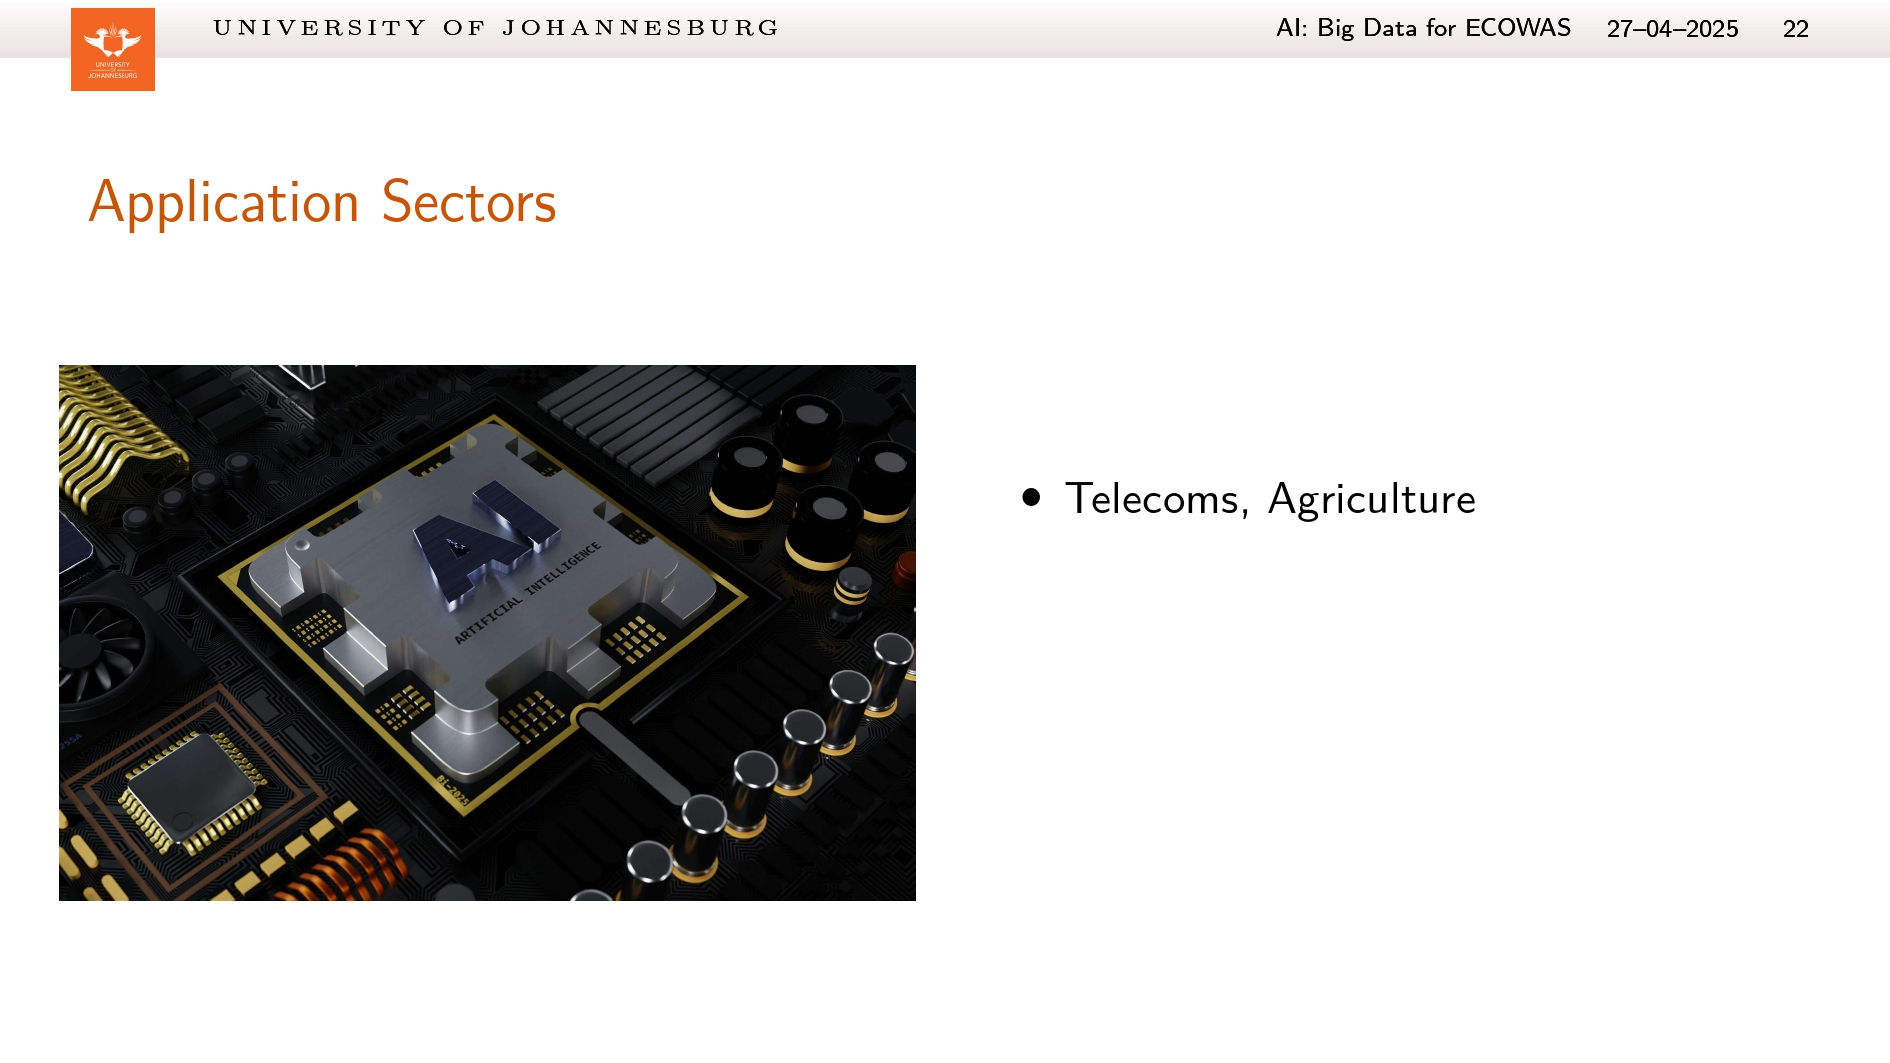 UNIVERSITY OF JOHANNESBURG
AI: Big Data for ECOWAS 27–04–2025 22
UNIVERSITY
OF
JOHANNESBURG
Application Sectors
AI
ARTIFICIAL INTELLIGENCE
• Telecoms, Agriculture